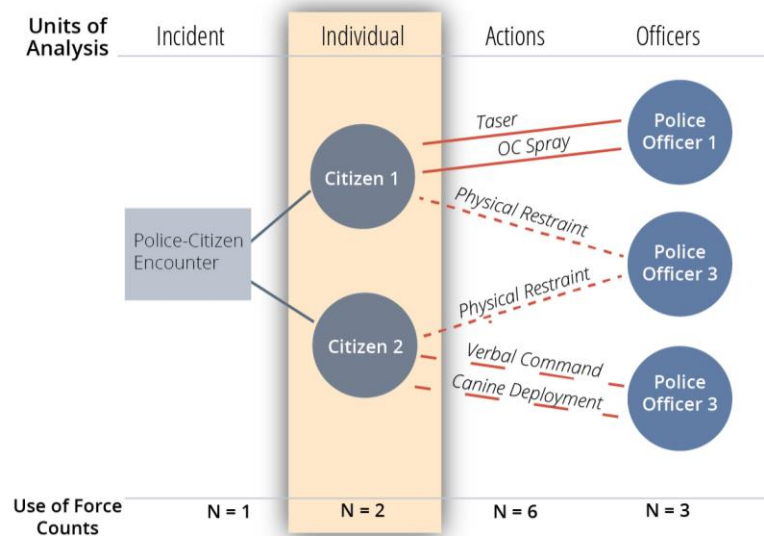 Units of
Analysis
Incident
Individual
Actions
Officers
Police-Citizen
Encounter
Citizen 1
Citizen 2
Taser
OC Spray
Physical Restraint
Physical Restraint
Verbal Command
Canine Deployment
Police
Officer 1
Police
Officer 3
Police
Officer 3
Use of Force
Counts
N = 1
N = 2
N = 6
N = 3